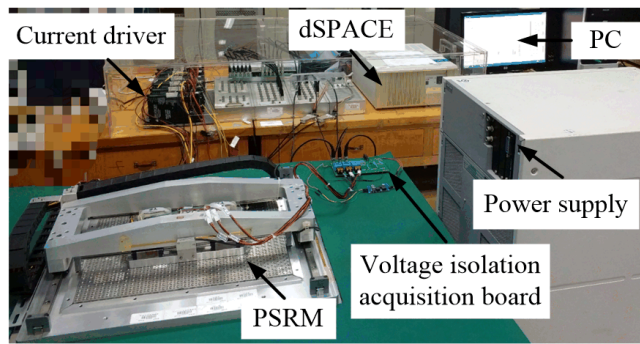 Current driver
dSPACE
PC
Power supply
Voltage isolation
acquisition board
PSRM